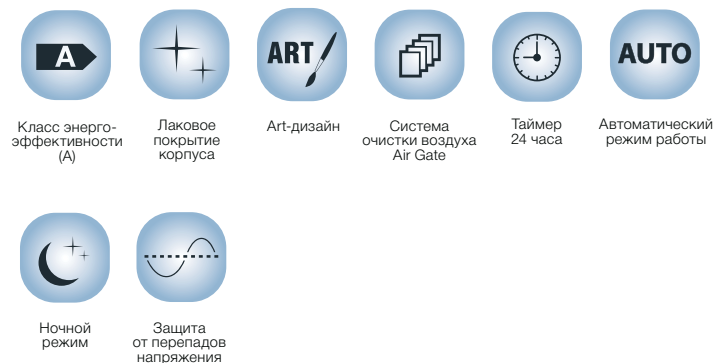 A
ART
AUTO
Класс энерго-
эффективности
(A)
Лаковое
покрытие
корпуса
Art-дизайн
Система
очистки воздуха
Air Gate
Таймер
24 часа
Автоматический
режим работы
Ночной
режим
Защита
от перепадов
напряжения